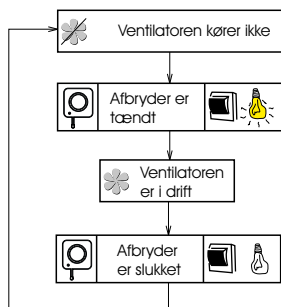 Ventilatoren kører ikke
Afbryder er
tændt
Ventilatoren
er i drift
Afbryder
er slukket